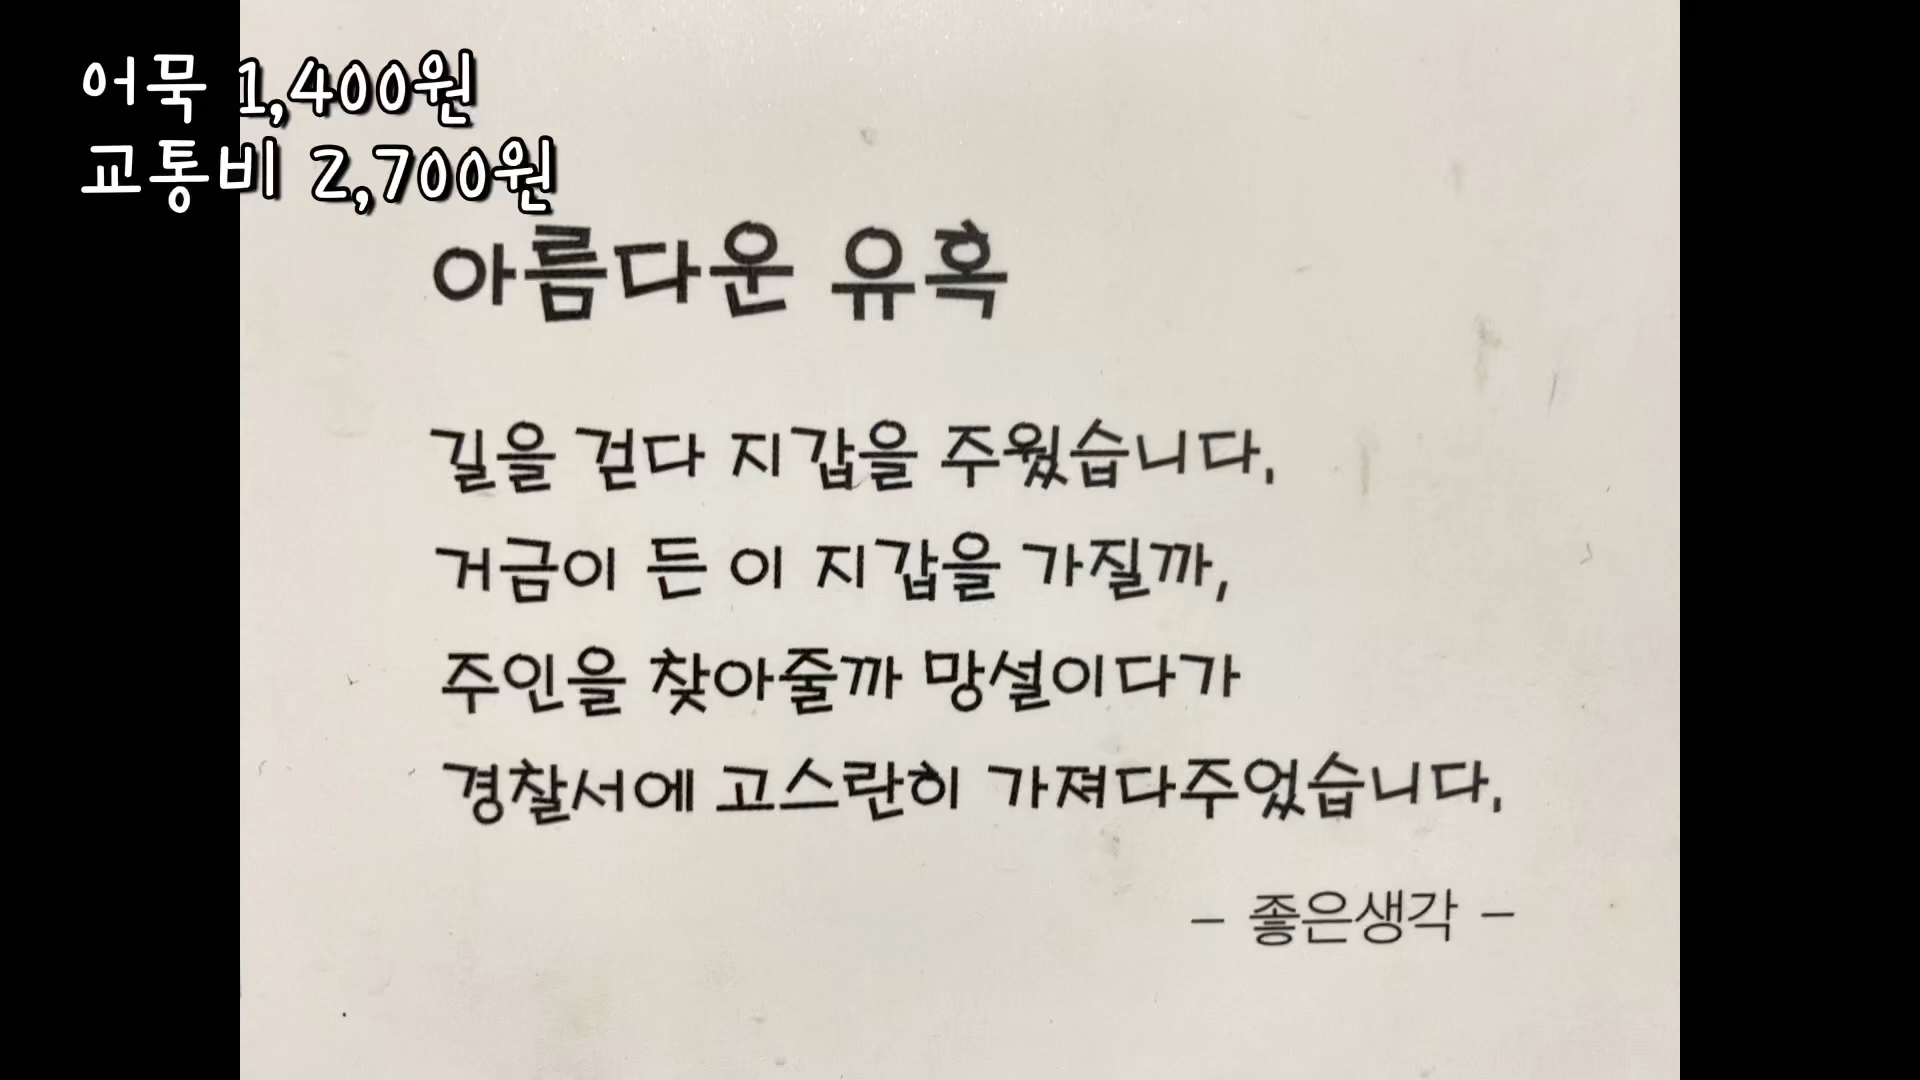 어묵 1,400원
교통비 2,700원
아름다운 유혹
길을 걷다 지갑을 주웠습니다.
거금이 든 이 지갑을 가질까,
주인을 찾아줄까 망설이다가
경찰서에 고스란히 가져다주었습니다.
- 좋은생각 -